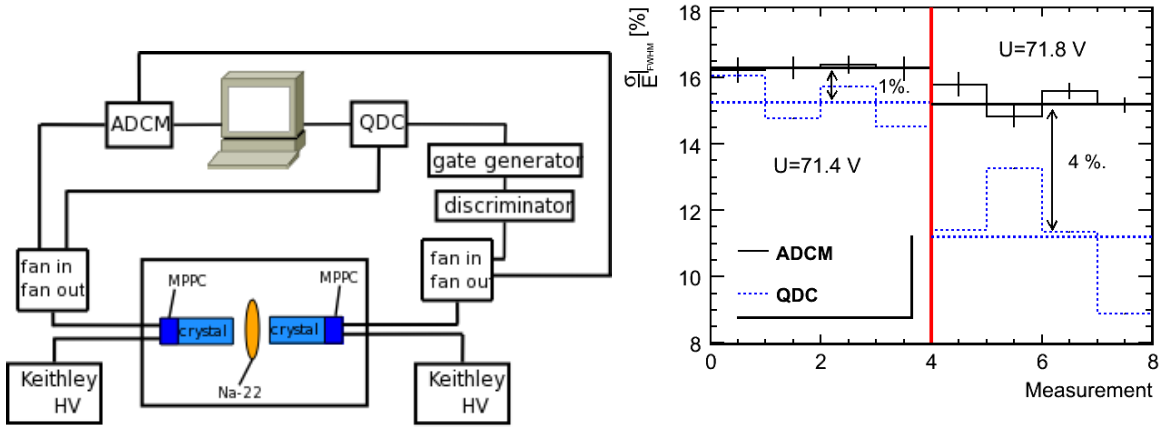 ADCM
QDC
gate generator
discriminator
fan in
fan out
fan in
fan out
MPPC
MPPC
crystal
crystal
Na-22
Keithley
HV
Keithley
HV
σ/E|FWHM [%]
18
16
14
12
10
8
0
2
4
6
8
Measurement
U=71.8 V
1%.
U=71.4 V
4 %.
ADCM
QDC